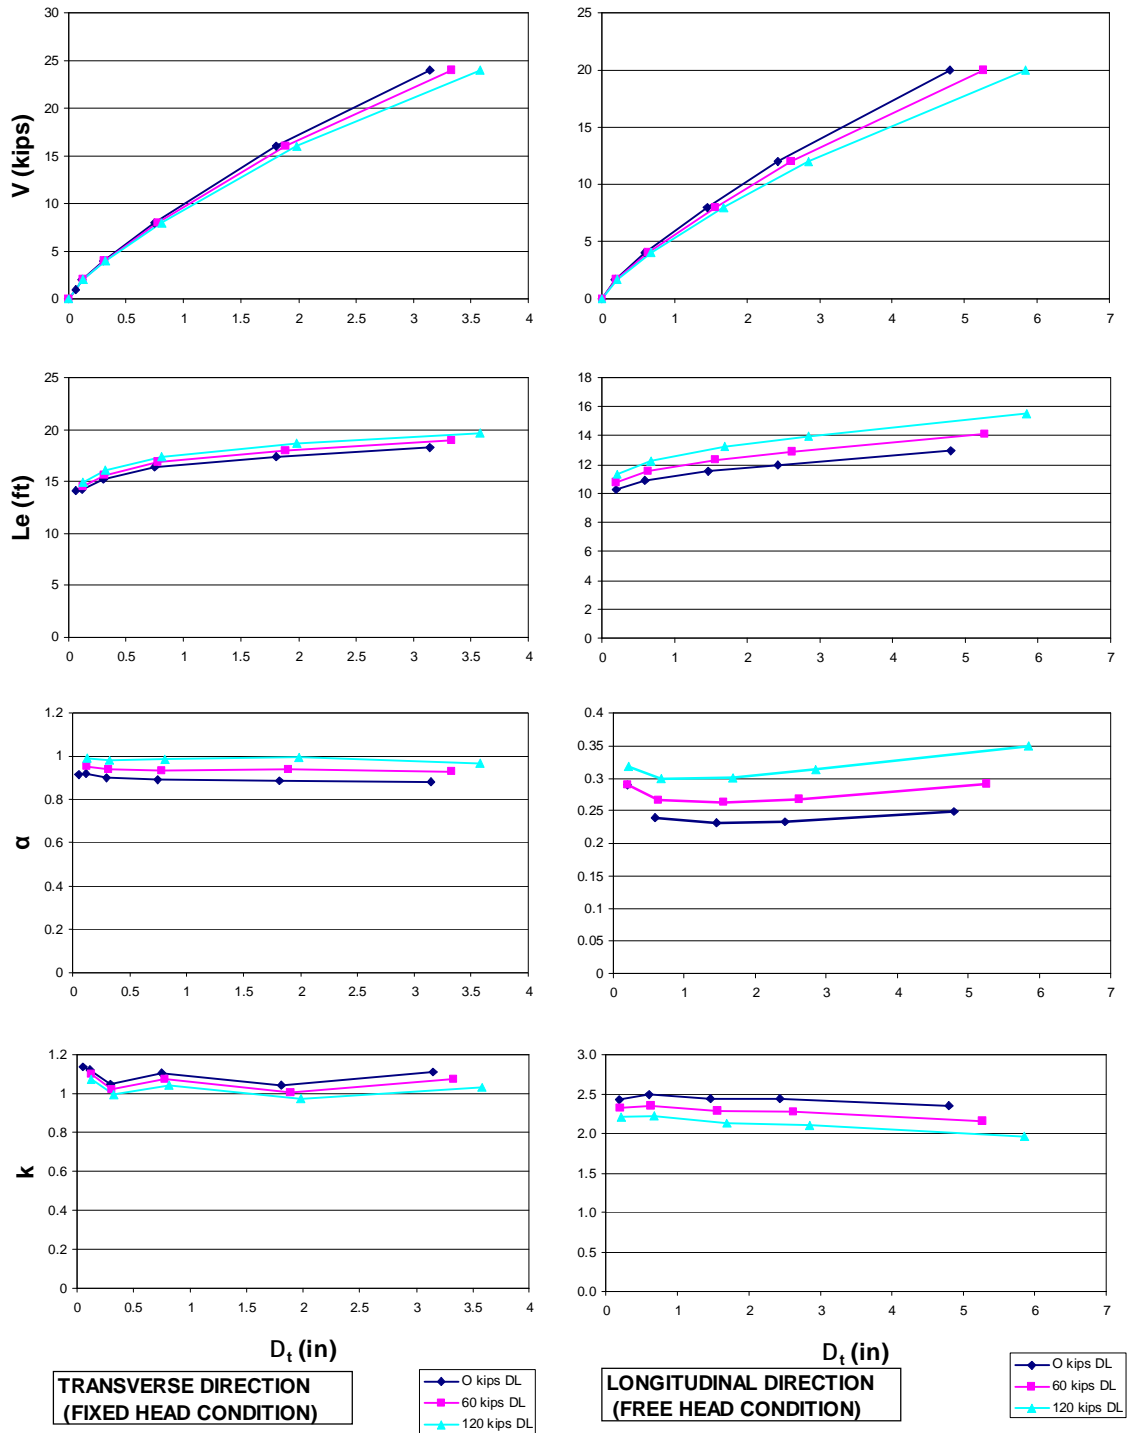 V (kips)
30
25
20
15
10
5
0
0 0.5 1 1.5 2 2.5 3 3.5 4
25
20
15
10
5
0
0 1 2 3 4 5 6 7
Le (ft)
25
20
15
10
5
0
0 0.5 1 1.5 2 2.5 3 3.5 4
18
16
14
12
10
8
6
4
2
0
0 1 2 3 4 5 6 7
α
1.2
1
0.8
0.6
0.4
0.2
0
0 0.5 1 1.5 2 2.5 3 3.5 4
0.4
0.35
0.3
0.25
0.2
0.15
0.1
0.05
0
0 1 2 3 4 5 6 7
k
1.2
1
0.8
0.6
0.4
0.2
0
0 0.5 1 1.5 2 2.5 3 3.5 4
3.0
2.5
2.0
1.5
1.0
0.5
0.0
0 1 2 3 4 5 6 7
Dt (in)
Dt (in)
TRANSVERSE DIRECTION
(FIXED HEAD CONDITION)
O kips DL
60 kips DL
120 kips DL
LONGITUDINAL DIRECTION
(FREE HEAD CONDITION)
O kips DL
60 kips DL
120 kips DL